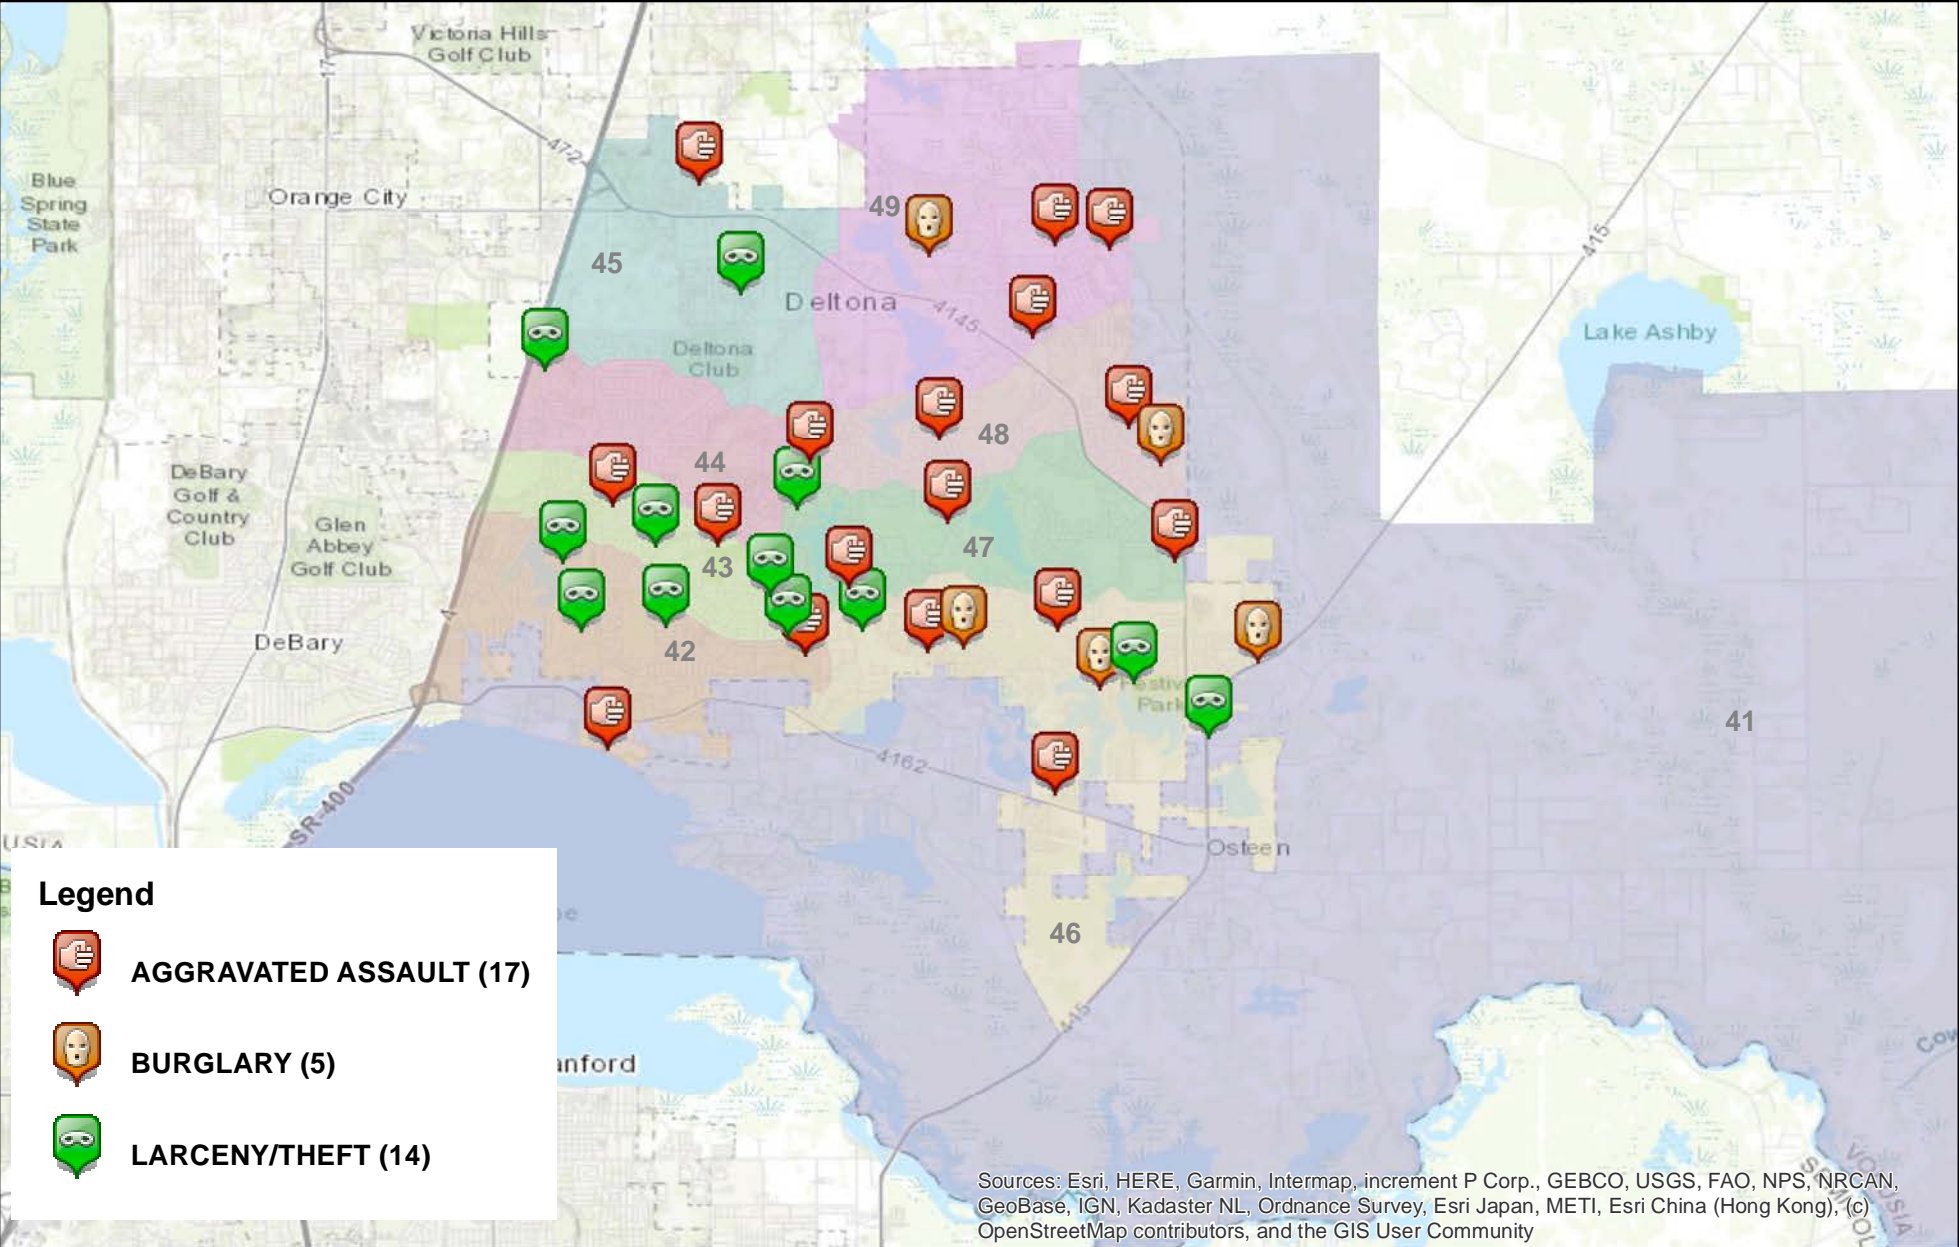 Victoria Hills
Golf Club
17
472
Blue
Spring
State
Park
Orange City
49
45
Deltona
4145
415
Lake Ashby
Deltona
Club
48
44
DeBary
Golf &
Country
Club
Glen
Abbey
Golf Club
47
43
4
DeBary
42
Park
41
4162
SR-400
Osteen
46
415
Legend
AGGRAVATED ASSAULT (17)
BURGLARY (5)
LARCENY/THEFT (14)
anford
Sources: Esri, HERE, Garmin, Intermap, increment P Corp., GEBCO, USGS, FAO, NPS, NRCAN,
GeoBase, IGN, Kadaster NL, Ordnance Survey, Esri Japan, METI, Esri China (Hong Kong), (c)
OpenStreetMap contributors, and the GIS User Community